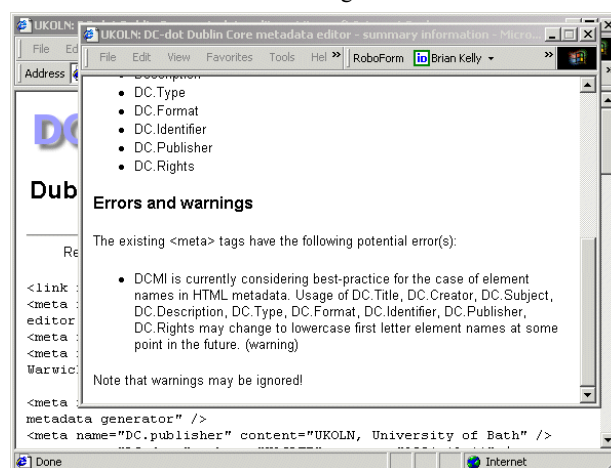 UKOLN:
UKOLN: DC-dot Dublin Core metadata editor - summary information - Micro...
File Ed
File Edit View Favorites Tools Hel » RoboForm Brian Kelly »
Address
DC.Type
DC.Format
DC.Identifier
DC.Publisher
DC.Rights
DC
Dub
Errors and warnings
The existing <meta> tags have the following potential error(s):
DCMI is currently considering best-practice for the case of element
names in HTML metadata. Usage of DC.Title, DC.Creator, DC.Subject,
DC.Description, DC.Type, DC.Format, DC.Identifier, DC.Publisher,
DC.Rights may change to lowercase first letter element names at some
point in the future. (warning)
Note that warnings may be ignored!
Re
<link
<meta
editor
<meta
<meta
Warwic
<meta
metadata generator" />
<meta name="DC.publisher" content="UKOLN, University of Bath" />
Done
Internet